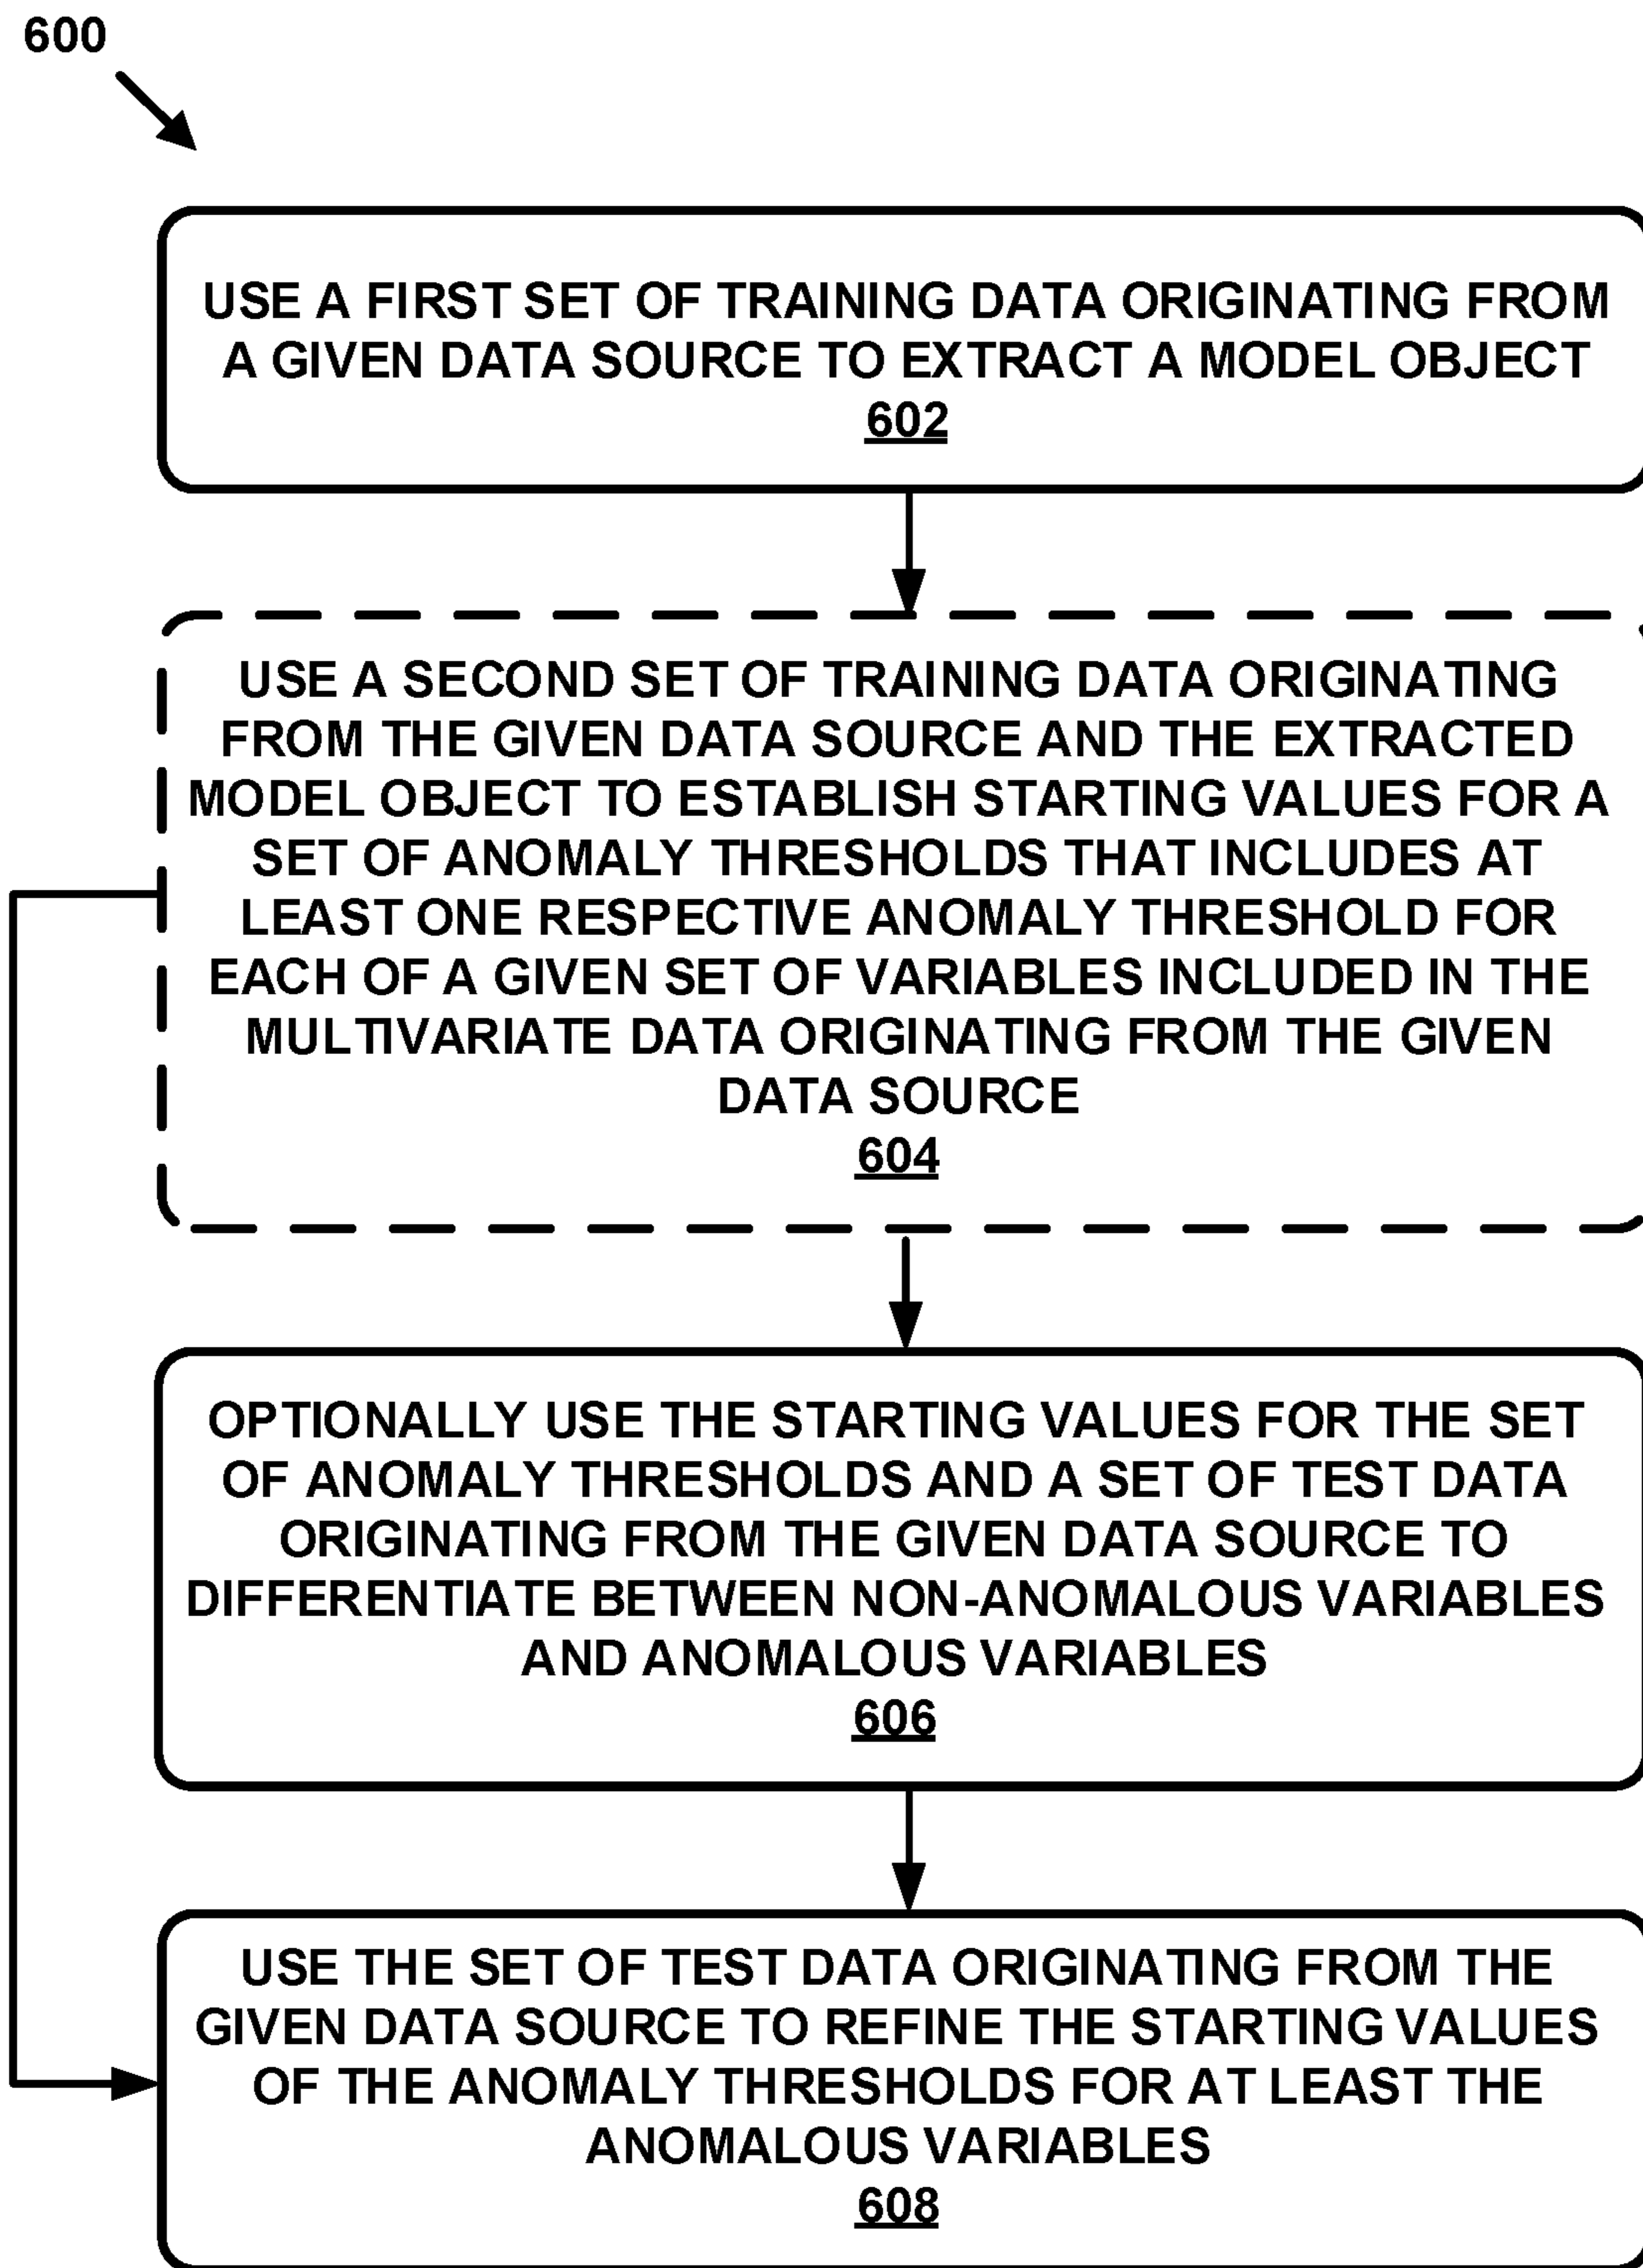 600
USE A FIRST SET OF TRAINING DATA ORIGINATING FROM
A GIVEN DATA SOURCE TO EXTRACT A MODEL OBJECT
602
USE A SECOND SET OF TRAINING DATA ORIGINATING
FROM THE GIVEN DATA SOURCE AND THE EXTRACTED
MODEL OBJECT TO ESTABLISH STARTING VALUES FOR A
SET OF ANOMALY THRESHOLDS THAT INCLUDES AT
LEAST ONE RESPECTIVE ANOMALY THRESHOLD FOR
EACH OF A GIVEN SET OF VARIABLES INCLUDED IN THE
MULTIVARIATE DATA ORIGINATING FROM THE GIVEN
DATA SOURCE
604
OPTIONALLY USE THE STARTING VALUES FOR THE SET
OF ANOMALY THRESHOLDS AND A SET OF TEST DATA
ORIGINATING FROM THE GIVEN DATA SOURCE TO
DIFFERENTIATE BETWEEN NON-ANOMALOUS VARIABLES
AND ANOMALOUS VARIABLES
606
USE THE SET OF TEST DATA ORIGINATING FROM THE
GIVEN DATA SOURCE TO REFINE THE STARTING VALUES
OF THE ANOMALY THRESHOLDS FOR AT LEAST THE
ANOMALOUS VARIABLES
608